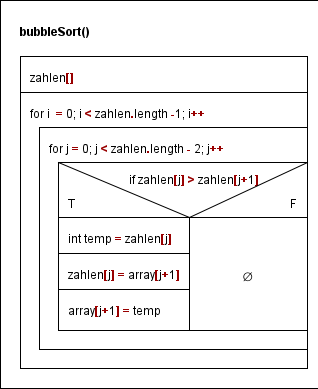 bubbleSort()
zahlen[]
for i = 0; i < zahlen.length -1; i++
for j = 0; j < zahlen.length - 2; j++
if zahlen[j] > zahlen[j+1]
T F
int temp = zahlen[j]
zahlen[j] = array[j+1]
∅
array[j+1] = temp